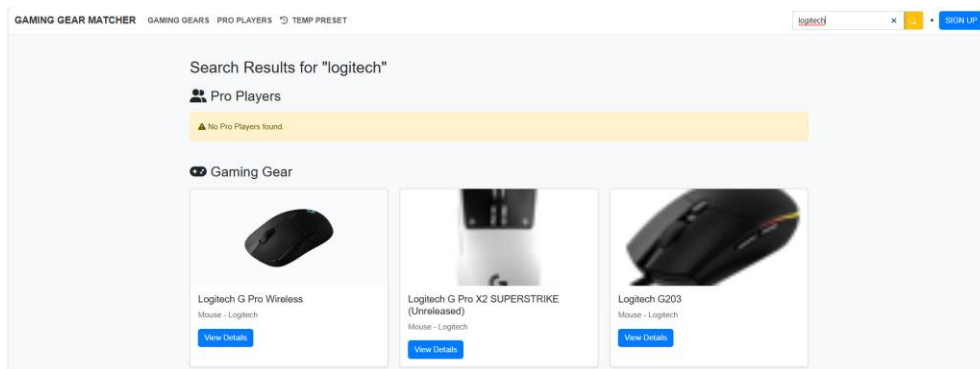 GAMING GEAR MATCHER GAMING GEARS PRO PLAYERS TEMP PRESET logitech SIGN UP
Search Results for "logitech"
Pro Players
No Pro Players found.
Gaming Gear
Logitech G Pro Wireless
Mouse - Logitech
View Details
Logitech G Pro X2 SUPERSTRIKE
(Unreleased)
Mouse - Logitech
View Details
Logitech G203
Mouse - Logitech
View Details